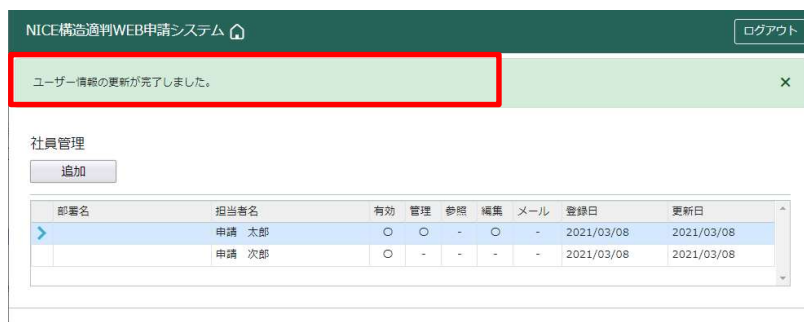 NICE構造適判WEB申請システム
ログアウト
ユーザー情報の更新が完了しました。
×
社員管理
追加
部署名 担当者名 有効 管理 参照 編集 メール 登録日 更新日
申請 太郎 ○ ○ - ○ - 2021/03/08 2021/03/08
申請 次郎 ○ - - - - 2021/03/08 2021/03/08